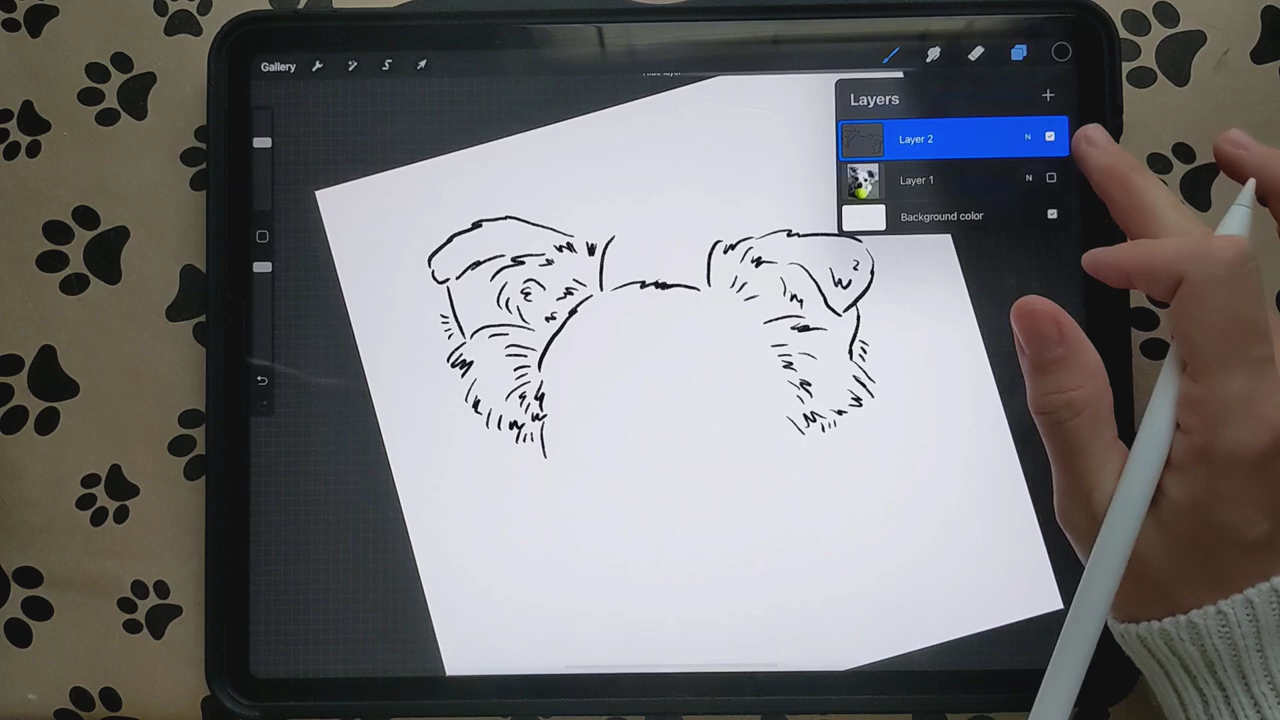 Gallery
Layers
Layer 2
N
Layer 1
N
Background color